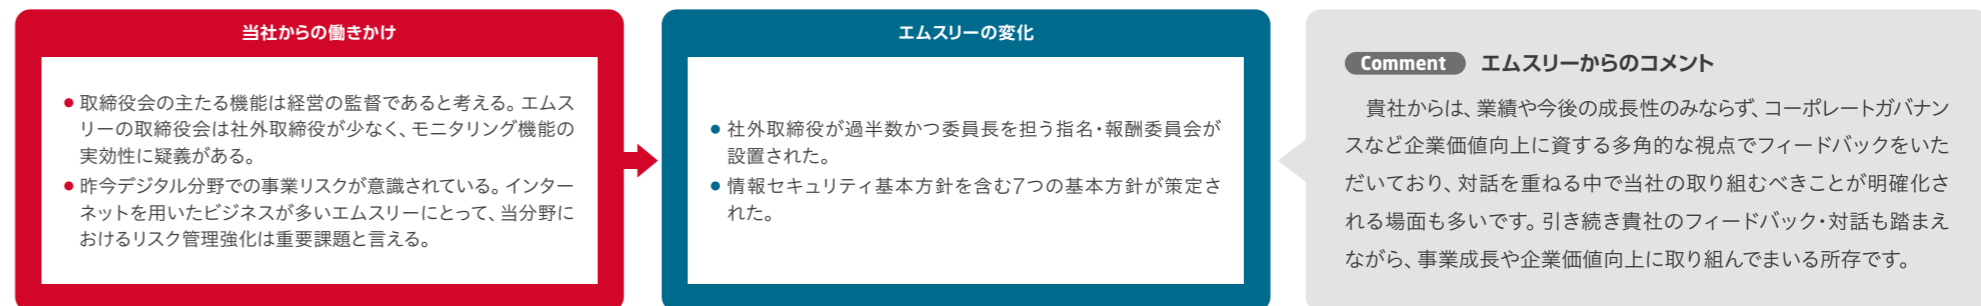 当社からの働きかけ
● 取締役会の主たる機能は経営の監督であると考える。エムス
リーの取締役会は社外取締役が少なく、モニタリング機能の
実効性に疑義がある。
● 昨今デジタル分野での事業リスクが意識されている。インター
ネットを用いたビジネスが多いエムスリーにとって、当分野に
おけるリスク管理強化は重要課題と言える。
エムスリーの変化
● 社外取締役が過半数かつ委員長を担う指名・報酬委員会が
設置された。
● 情報セキュリティ基本方針を含む7つの基本方針が策定さ
れた。
Comment エムスリーからのコメント
貴社からは、業績や今後の成長性のみならず、コーポレートガバナン
スなど企業価値向上に資する多角的な視点でフィードバックをいた
だいており、対話を重ねる中で当社の取り組むべきことが明確化さ
れる場面も多いです。引き続き貴社のフィードバック・対話も踏まえ
ながら、事業成長や企業価値向上に取り組んでまいる所存です。